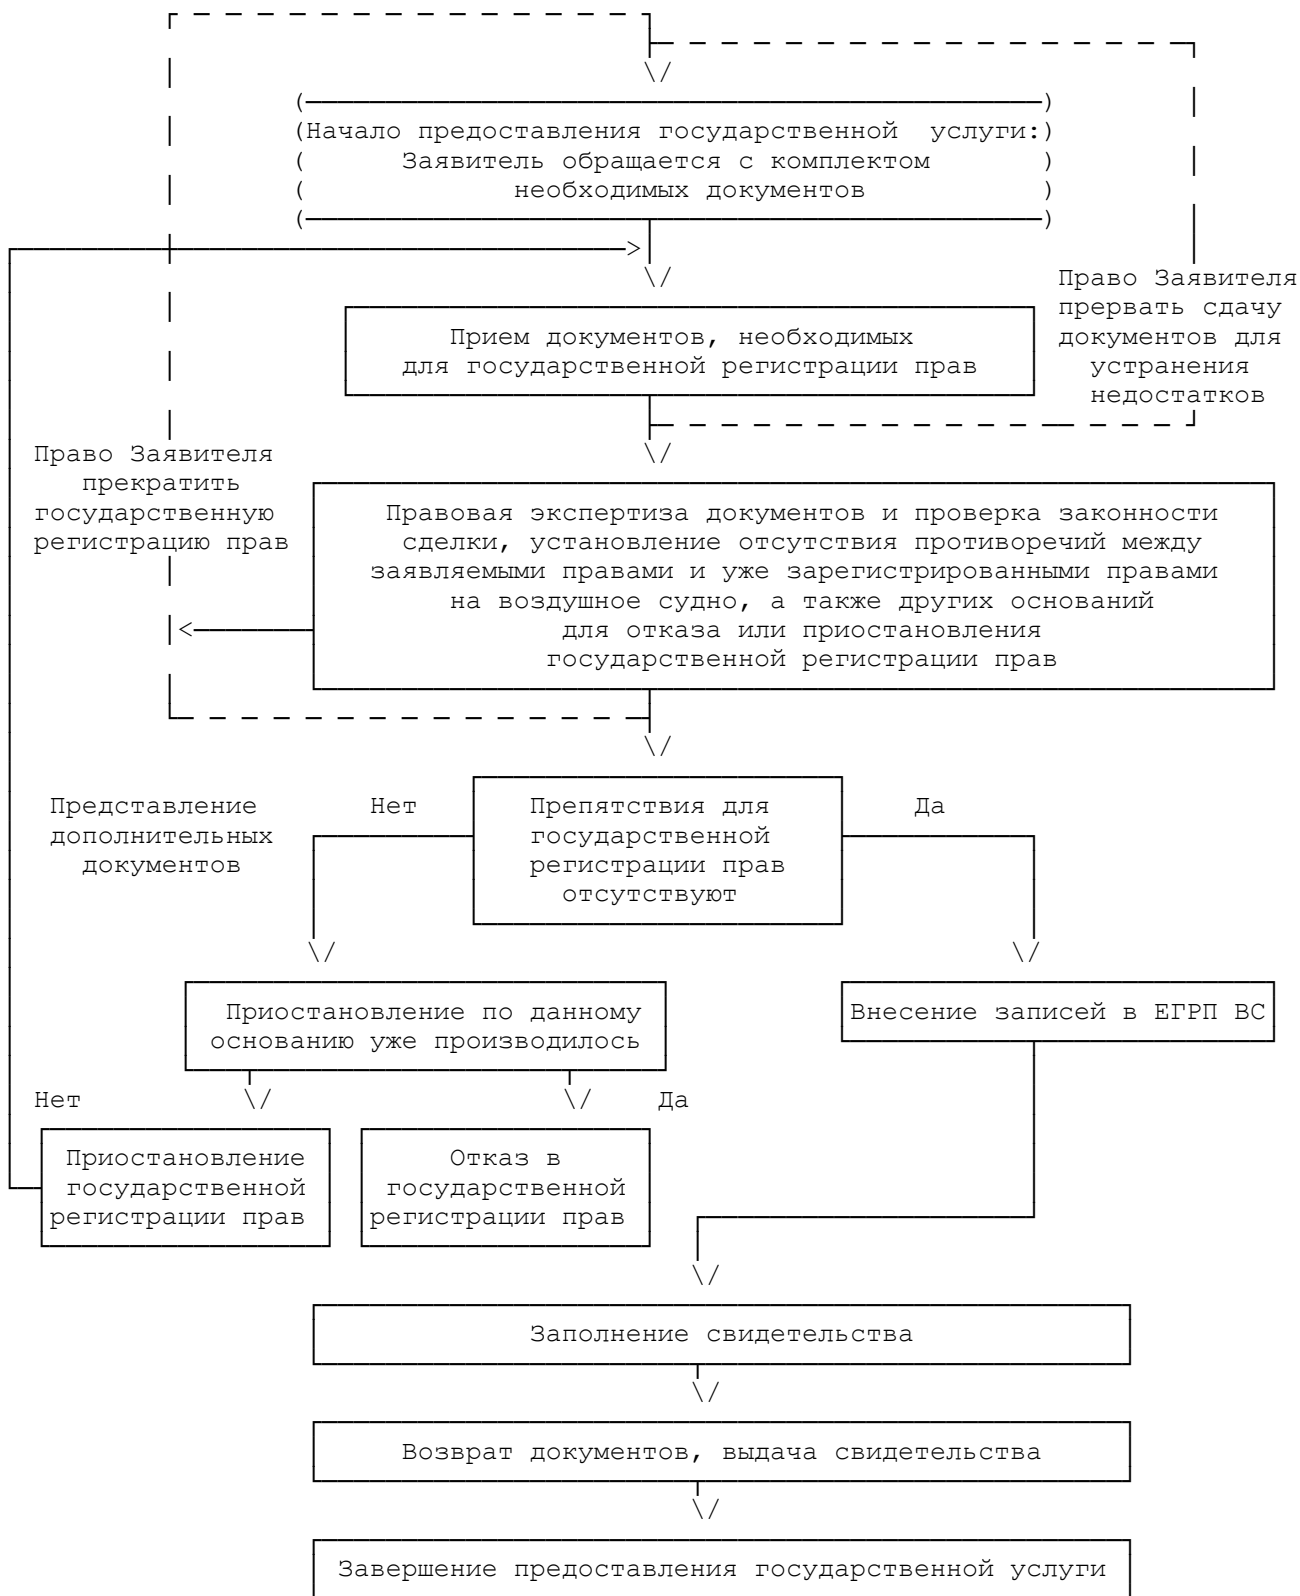 Начало предоставления государственной услуги:
Заявитель обращается с комплектом
необходимых документов
Право Заявителя
прервать сдачу
документов для
устранения
недостатков
Прием документов, необходимых
для государственной регистрации прав
Право Заявителя
прекратить
государственную
регистрацию прав
Правовая экспертиза документов и проверка законности
сделки, установление отсутствия противоречий между
заявляемыми правами и уже зарегистрированными правами
на воздушное судно, а также других оснований
для отказа или приостановления
государственной регистрации прав
Представление
дополнительных
документов
Нет
Препятствия для
государственной
регистрации прав
отсутствуют
Да
Приостановление по данному
основанию уже производилось
Внесение записей в ЕГРП ВС
Нет
Да
Приостановление
государственной
регистрации прав
Отказ в
государственной
регистрации прав
Заполнение свидетельства
Возврат документов, выдача свидетельства
Завершение предоставления государственной услуги